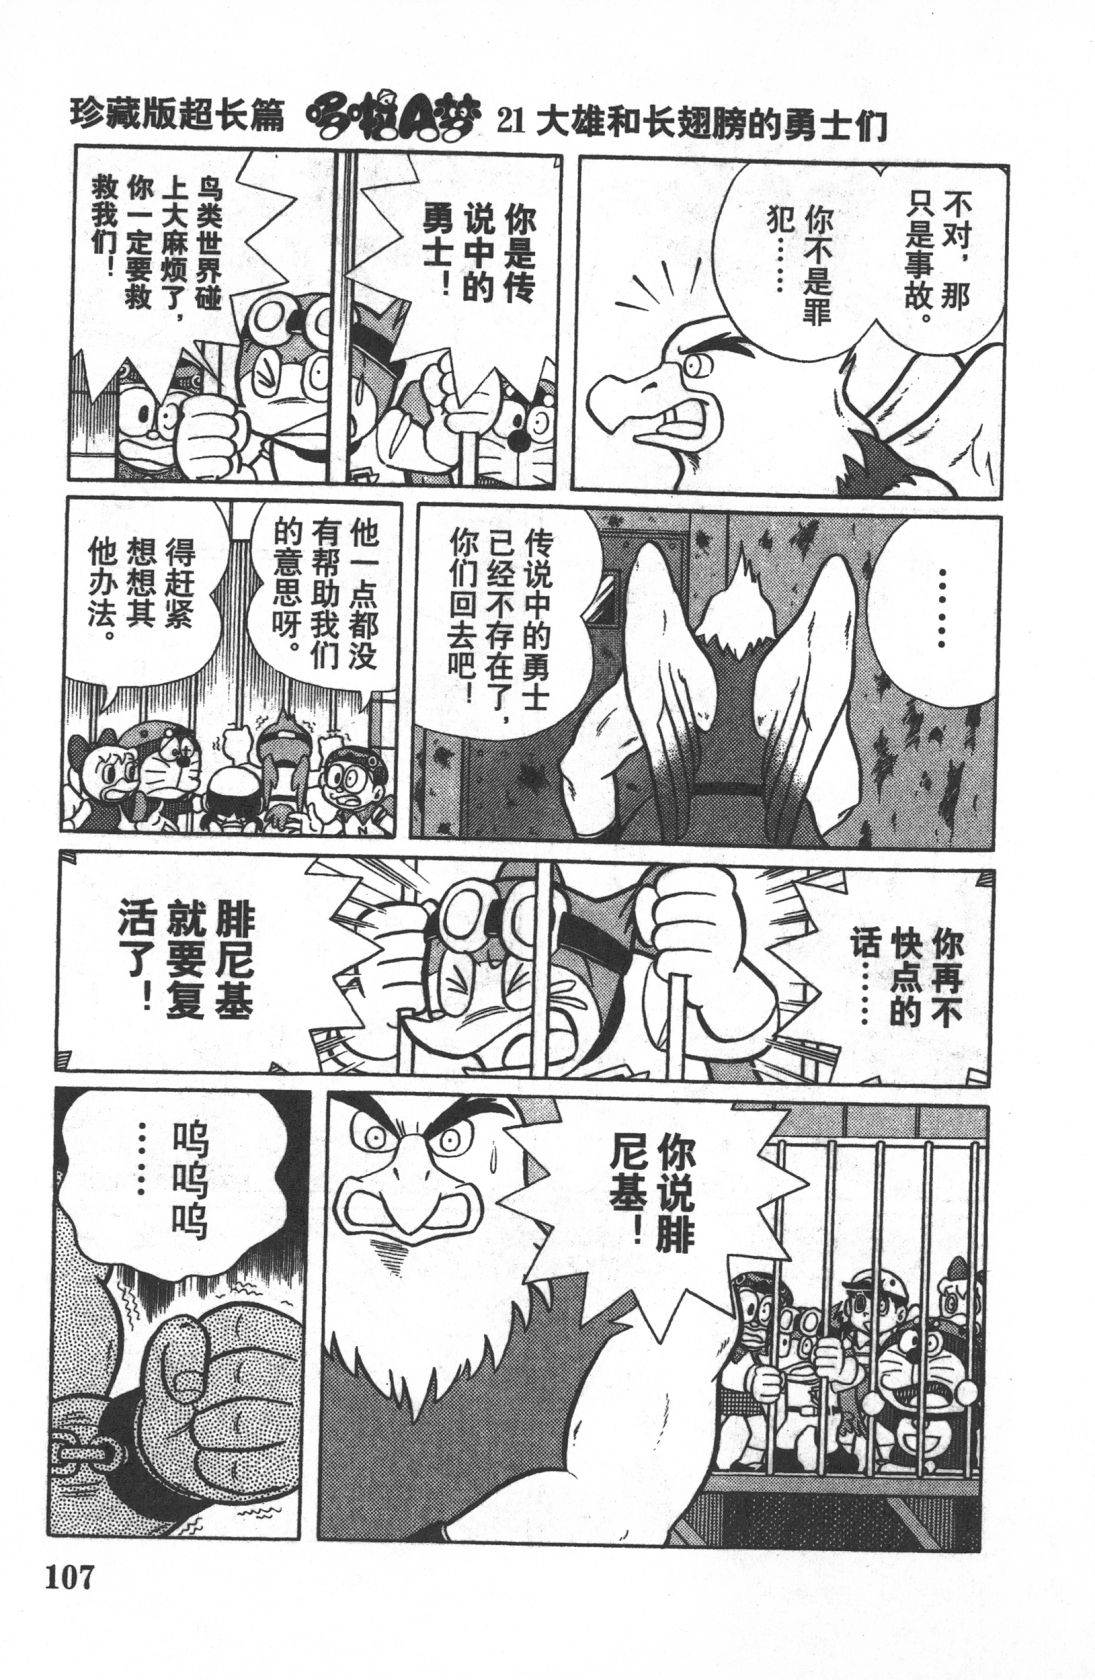 珍藏版超长篇 哆啦A梦 21 大雄和长翅膀的勇士们
不对，那
只是事故。
你不是罪
犯……
你是传
说中的
勇士！
鸟类世界碰
上大麻烦了，
你一定要救
救我们！
……
传说中的勇士
已经不存在了，
你们回去吧！
他一点都没
有帮助我们
的意思呀。
得赶紧
想想其
他办法。
你再不
快点的
话……
腓尼基
就要复
活了！
你说腓
尼基！
呜呜呜
……
N
107